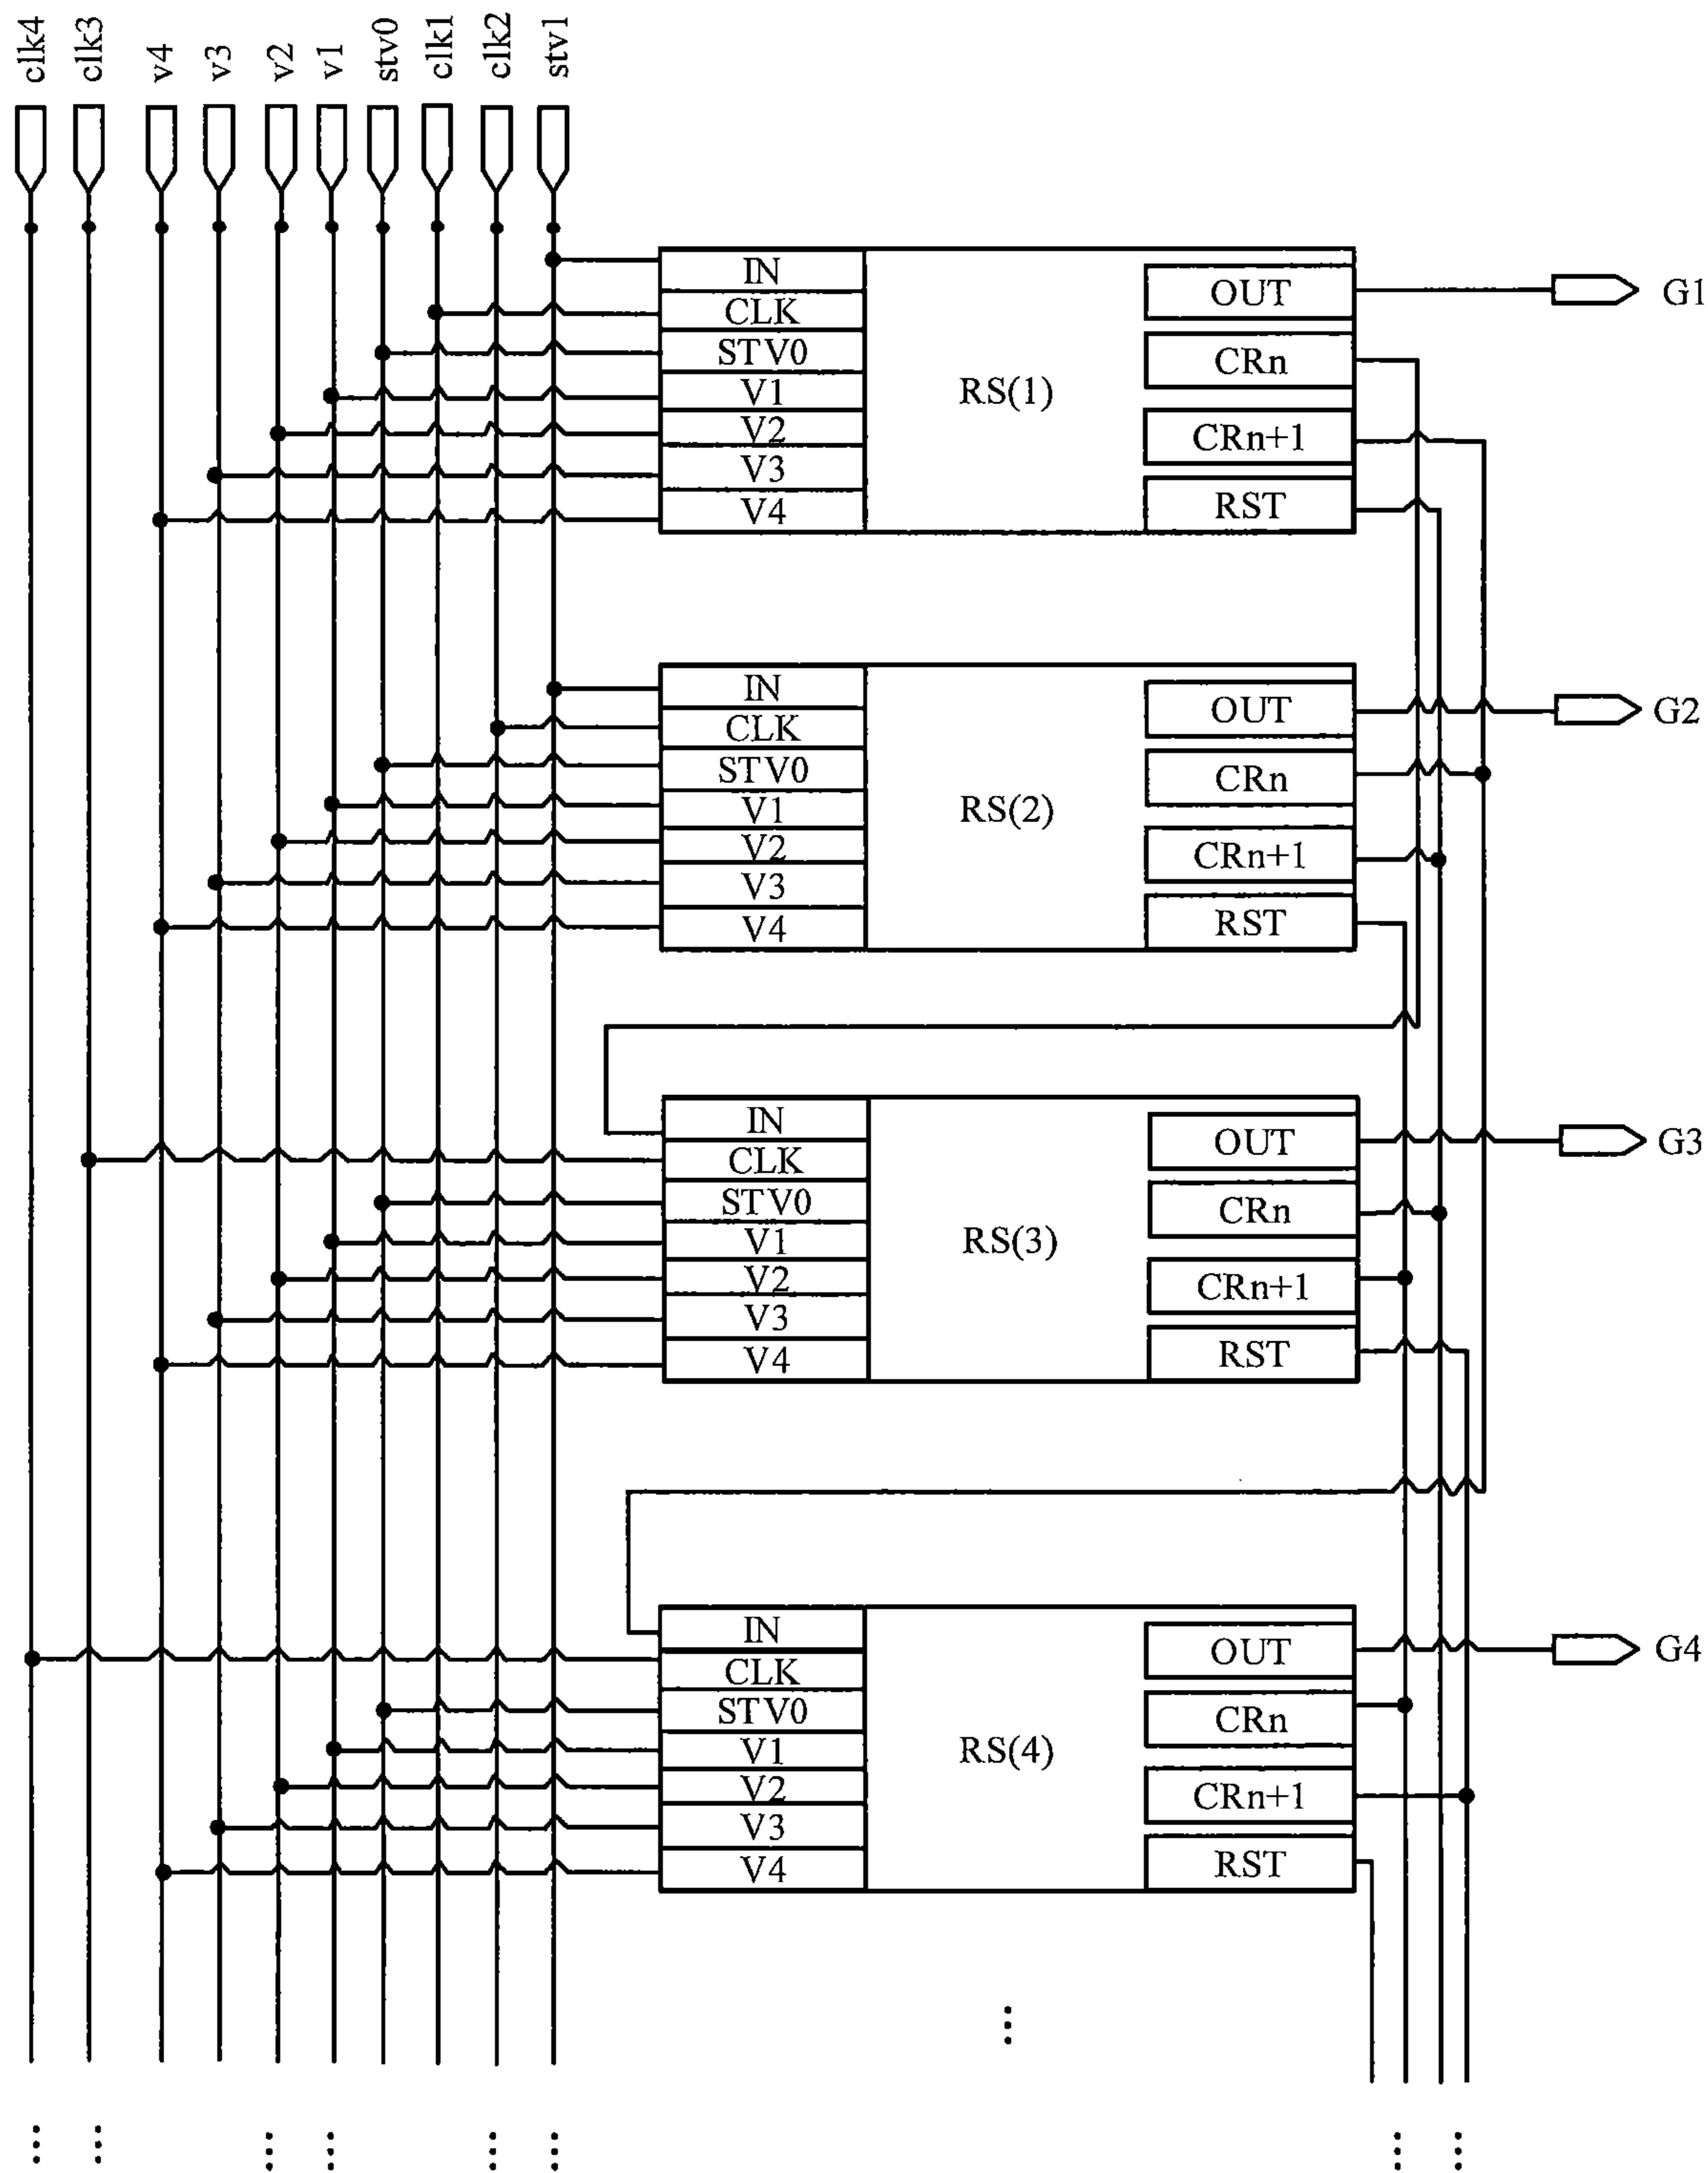 clk4
clk3
v4
v3
v2
v1
stv0
clk1
clk2
stv1
IN
CLK
STV0
V1
V2
V3
V4
RS(1)
OUT
CRn
CRn+1
RST
G1
IN
CLK
STV0
V1
V2
V3
V4
RS(2)
OUT
CRn
CRn+1
RST
G2
IN
CLK
STV0
V1
V2
V3
V4
RS(3)
OUT
CRn
CRn+1
RST
G3
IN
CLK
STV0
V1
V2
V3
V4
RS(4)
OUT
CRn
CRn+1
RST
G4